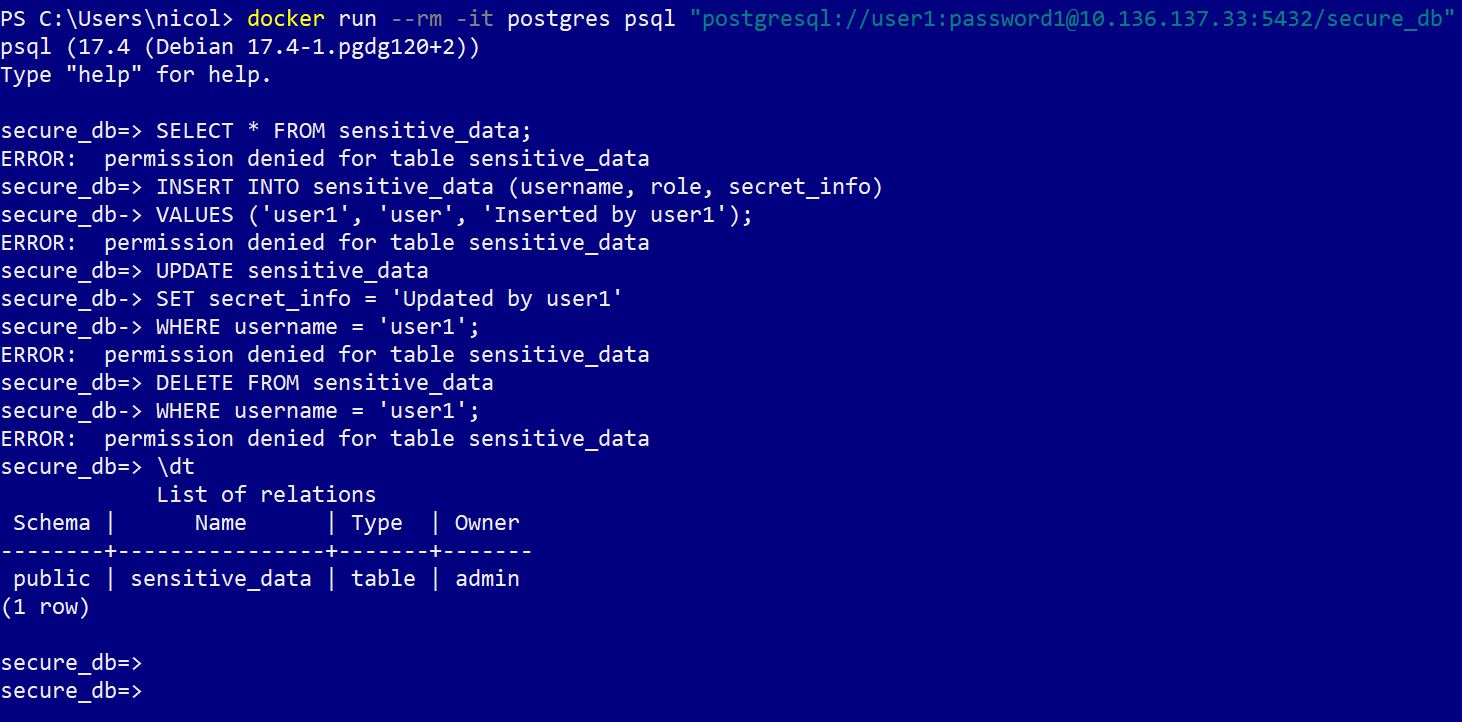 PS C:\Users\nicol> docker run --rm -it postgres psql "postgresql://user1:password1@10.136.137.33:5432/secure_db"
psql (17.4 (Debian 17.4-1.pgdg120+2))
Type "help" for help.

secure_db=> SELECT * FROM sensitive_data;
ERROR:  permission denied for table sensitive_data
secure_db=> INSERT INTO sensitive_data (username, role, secret_info)
secure_db-> VALUES ('user1', 'user', 'Inserted by user1');
ERROR:  permission denied for table sensitive_data
secure_db=> UPDATE sensitive_data
secure_db-> SET secret_info = 'Updated by user1'
secure_db-> WHERE username = 'user1';
ERROR:  permission denied for table sensitive_data
secure_db=> DELETE FROM sensitive_data
secure_db-> WHERE username = 'user1';
ERROR:  permission denied for table sensitive_data
secure_db=> \dt
            List of relations
 Schema |      Name      | Type  | Owner
--------+----------------+-------+-------
 public | sensitive_data | table | admin
(1 row)

secure_db=>
secure_db=>